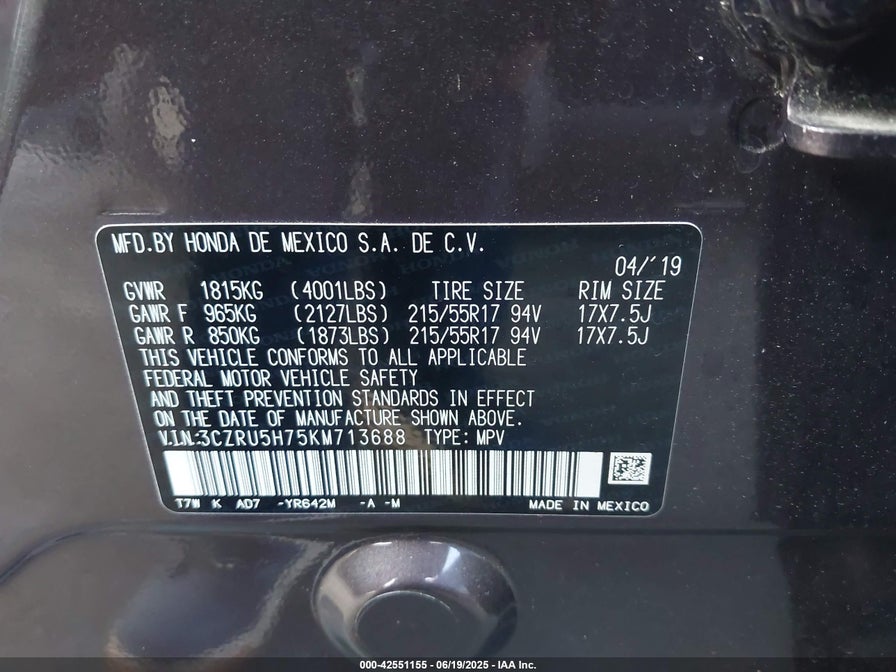 MFD.BY HONDA DE MEXICO S.A. DE C.V.
04/'19
GVWR 1815KG (4001LBS) TIRE SIZE RIM SIZE
GAWR F 965KG (2127LBS) 215/55R17 94V 17X7.5J
GAWR R 850KG (1873LBS) 215/55R17 94V 17X7.5J
THIS VEHICLE CONFORMS TO ALL APPLICABLE
FEDERAL MOTOR VEHICLE SAFETY
AND THEFT PREVENTION STANDARDS IN EFFECT
ON THE DATE OF MANUFACTURE SHOWN ABOVE.
V.I.N:3CZRU5H75KM713688 TYPE: MPV
T7W K AD7 -YR642M -A -M MADE IN MEXICO
000-42551155 - 06/19/2025 - IAA Inc.